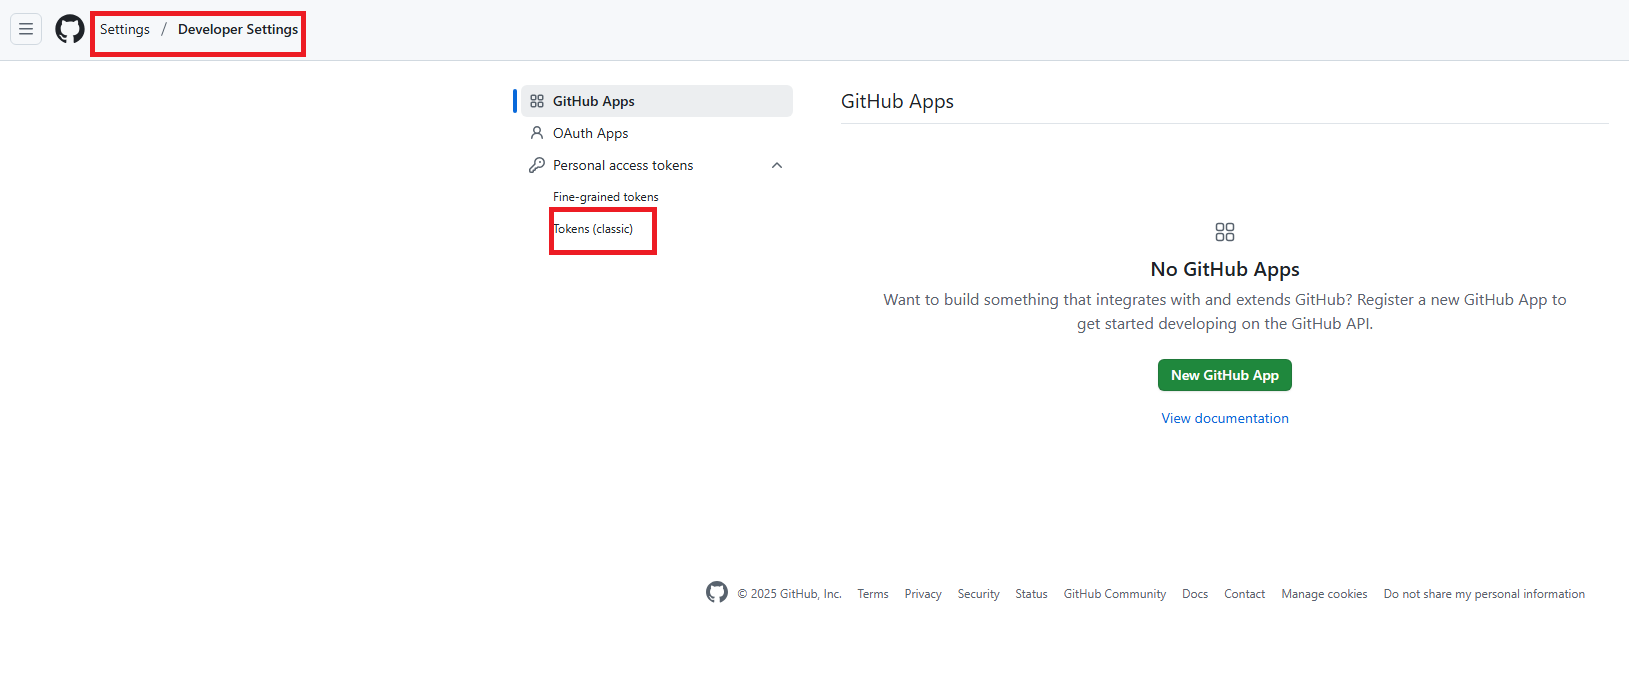 Settings / Developer Settings
GitHub Apps
OAuth Apps
Personal access tokens
Fine-grained tokens
Tokens (classic)
GitHub Apps
No GitHub Apps
Want to build something that integrates with and extends GitHub? Register a new GitHub App to
get started developing on the GitHub API.
New GitHub App
View documentation
© 2025 GitHub, Inc. Terms Privacy Security Status GitHub Community Docs Contact Manage cookies Do not share my personal information